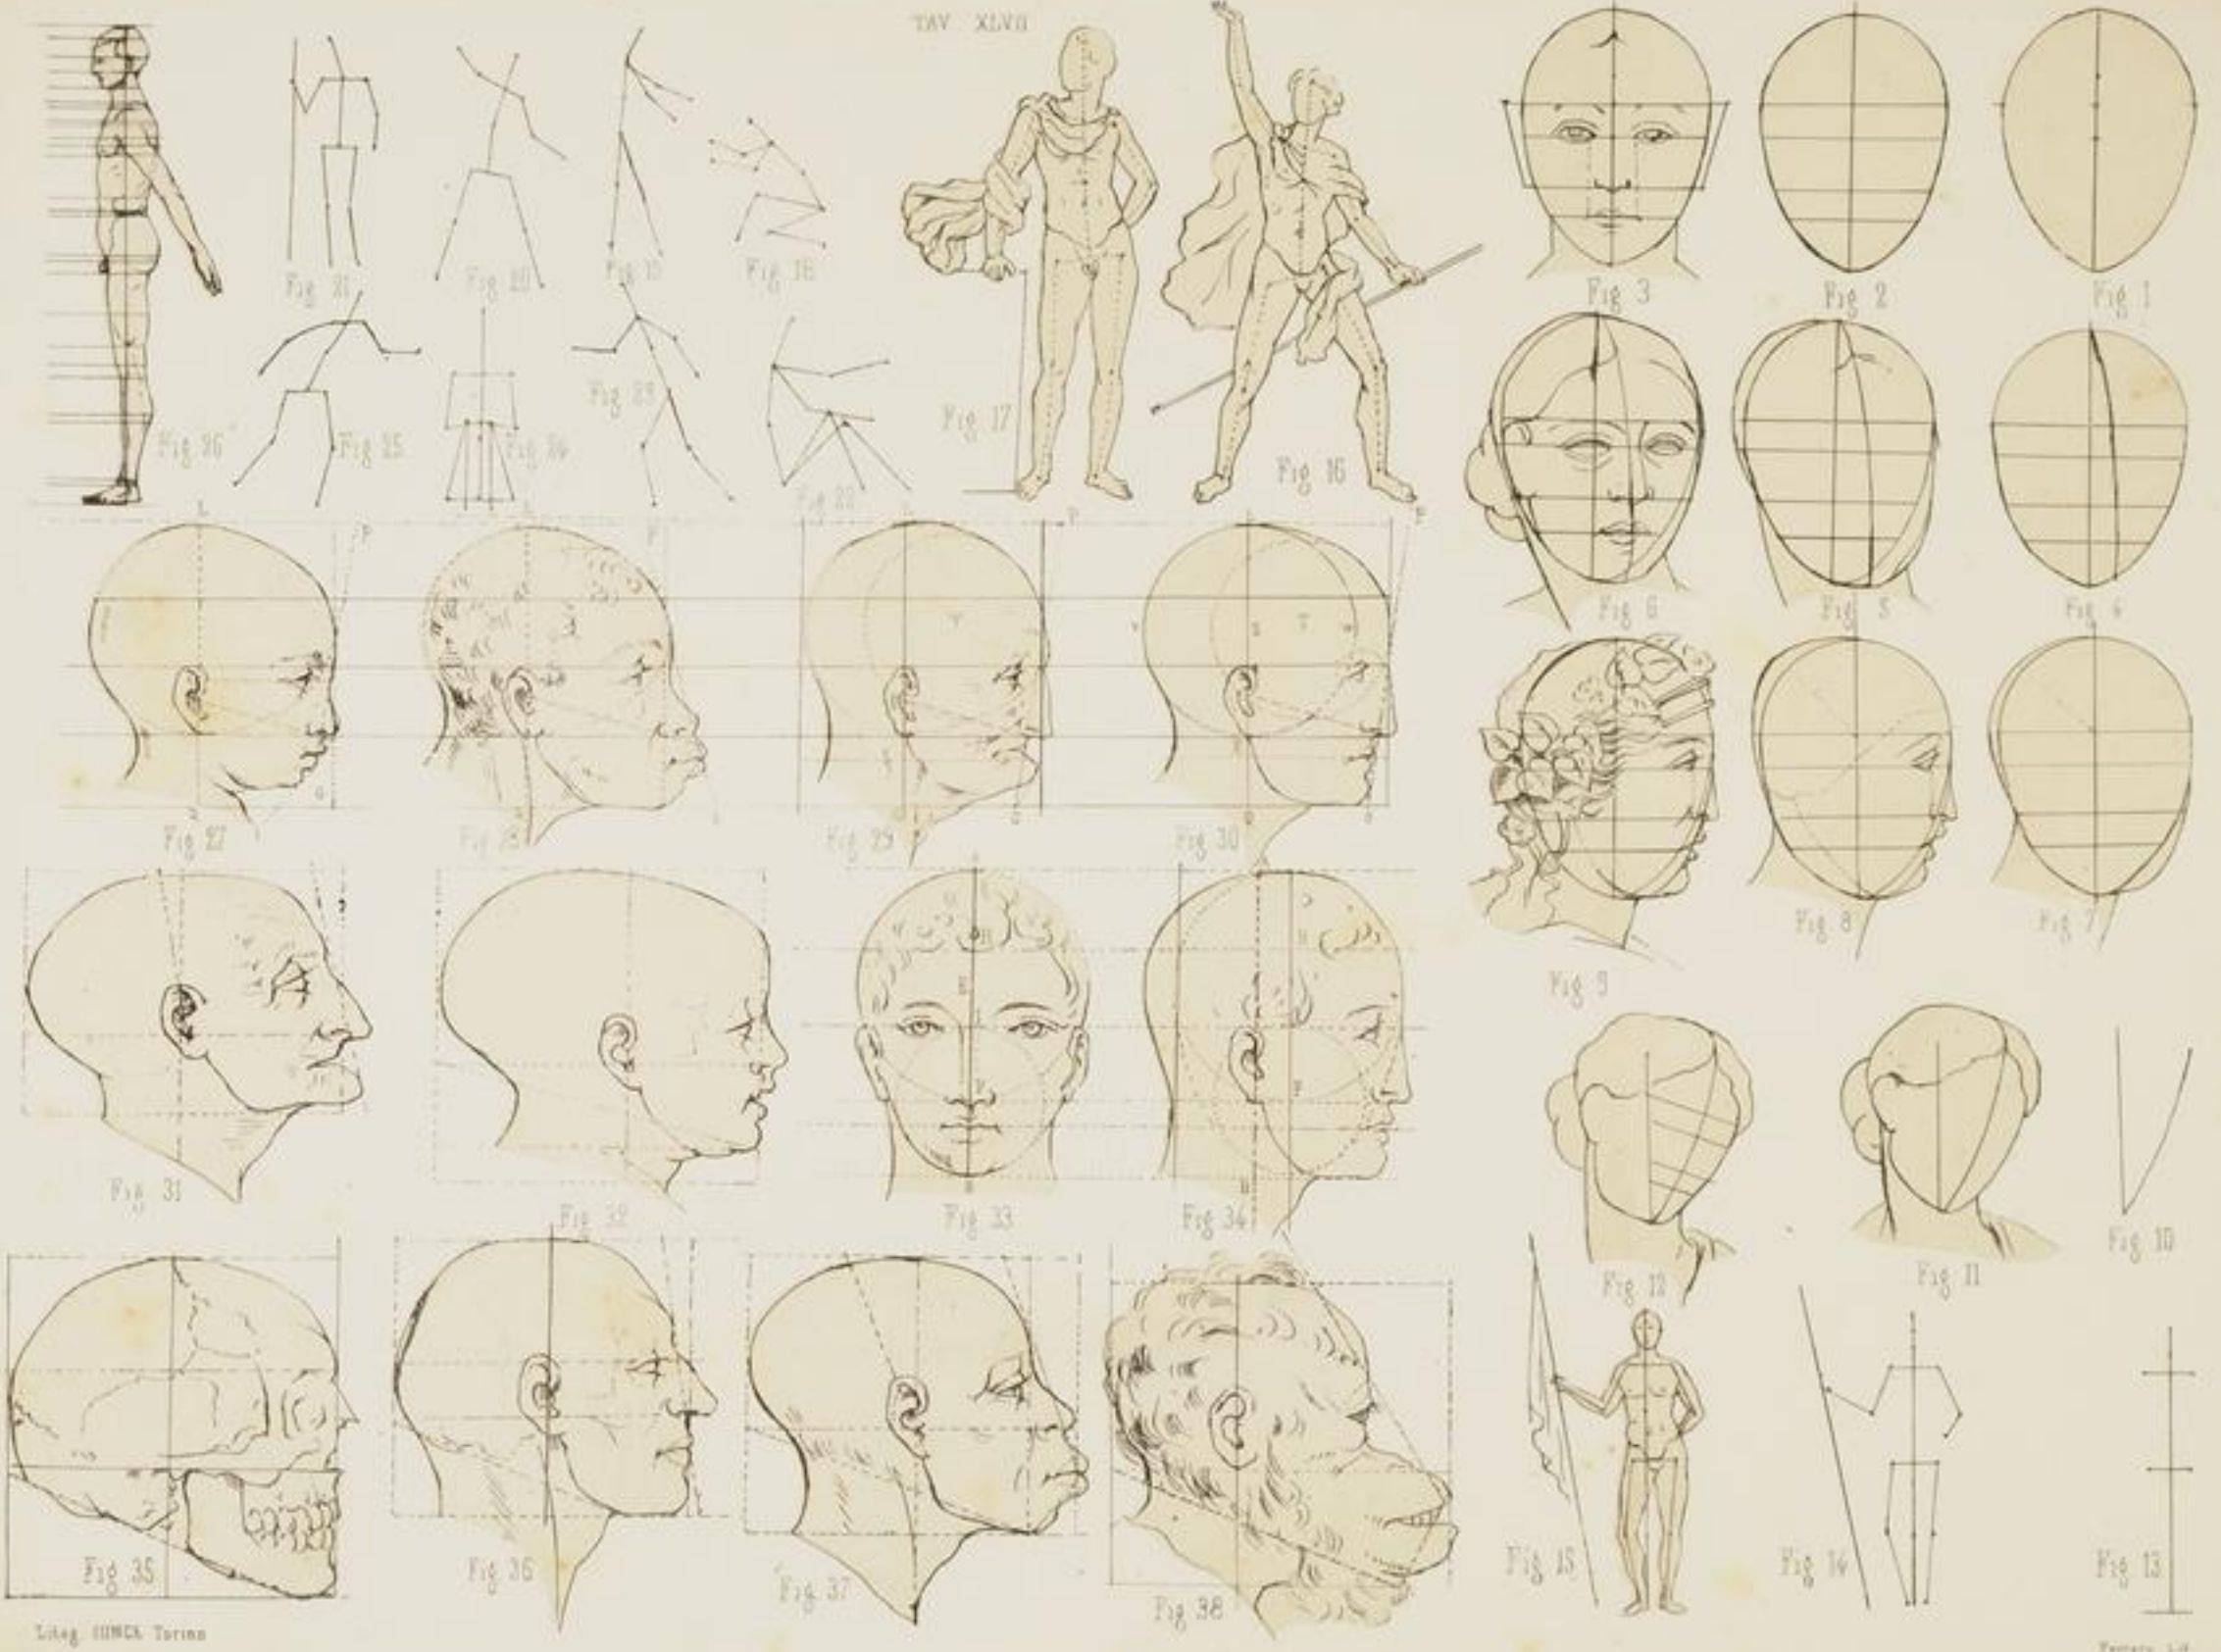 TAV XLVII
Fig 21
Fig 20
Fig 19
Fig 18
Fig 3
Fig 2
Fig 1
Fig 26
Fig 25
Fig 24
Fig 23
Fig 22
Fig 17
Fig 16
Fig 6
Fig 5
Fig 4
Fig 27
Fig 28
Fig 29
Fig 30
Fig 9
Fig 8
Fig 7
Fig 31
Fig 32
Fig 33
Fig 34
Fig 12
Fig 11
Fig 10
Fig 35
Fig 36
Fig 37
Fig 38
Fig 15
Fig 14
Fig 13
Litog. Torino